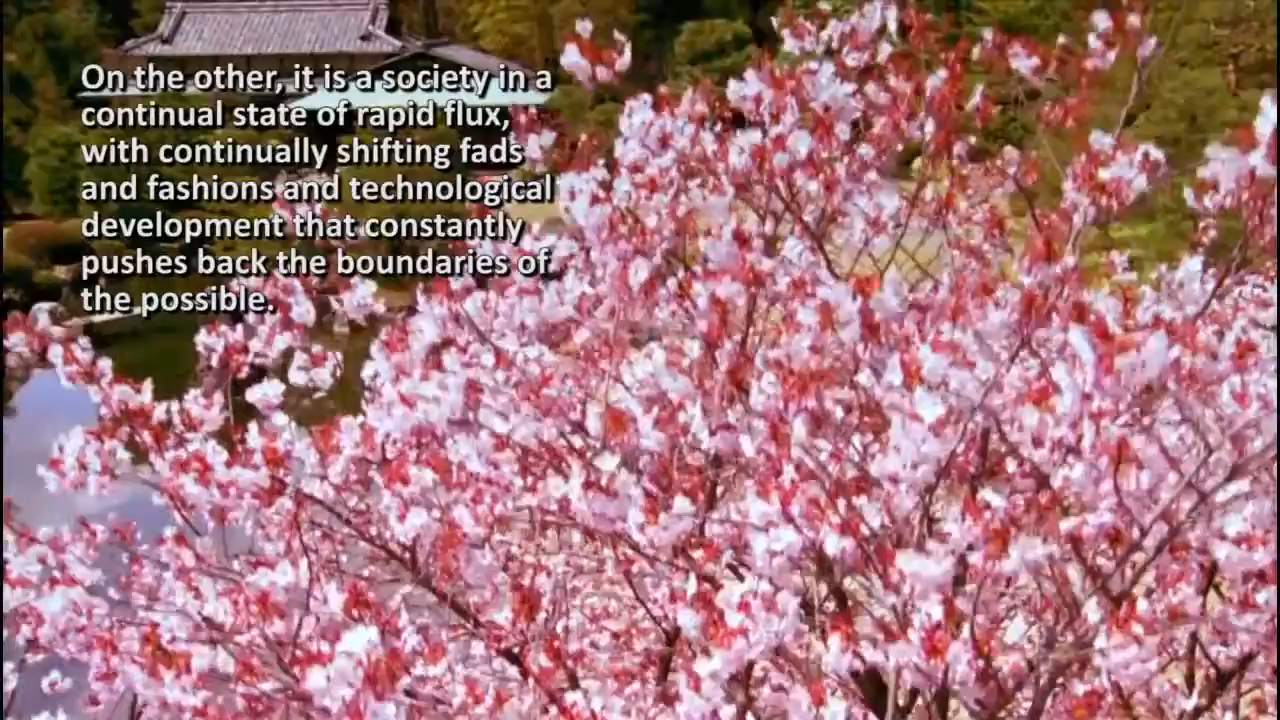 On the other, it is a society in a
continual state of rapid flux,
with continually shifting fads
and fashions and technological
development that constantly
pushes back the boundaries of
the possible.